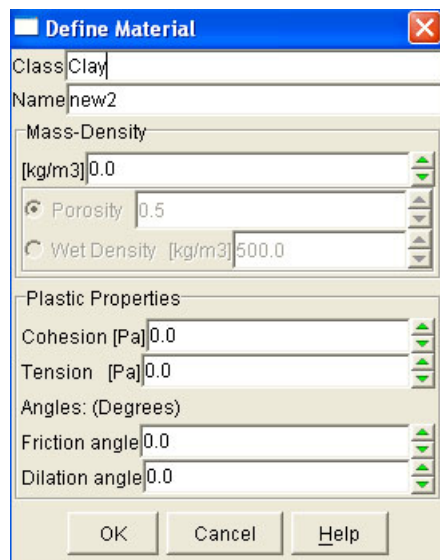 Define Material
Class Clay
Name new2
Mass-Density
[kg/m3] 0.0
Porosity 0.5
Wet Density [kg/m3] 500.0
Plastic Properties
Cohesion [Pa] 0.0
Tension [Pa] 0.0
Angles: (Degrees)
Friction angle 0.0
Dilation angle 0.0
OK Cancel Help